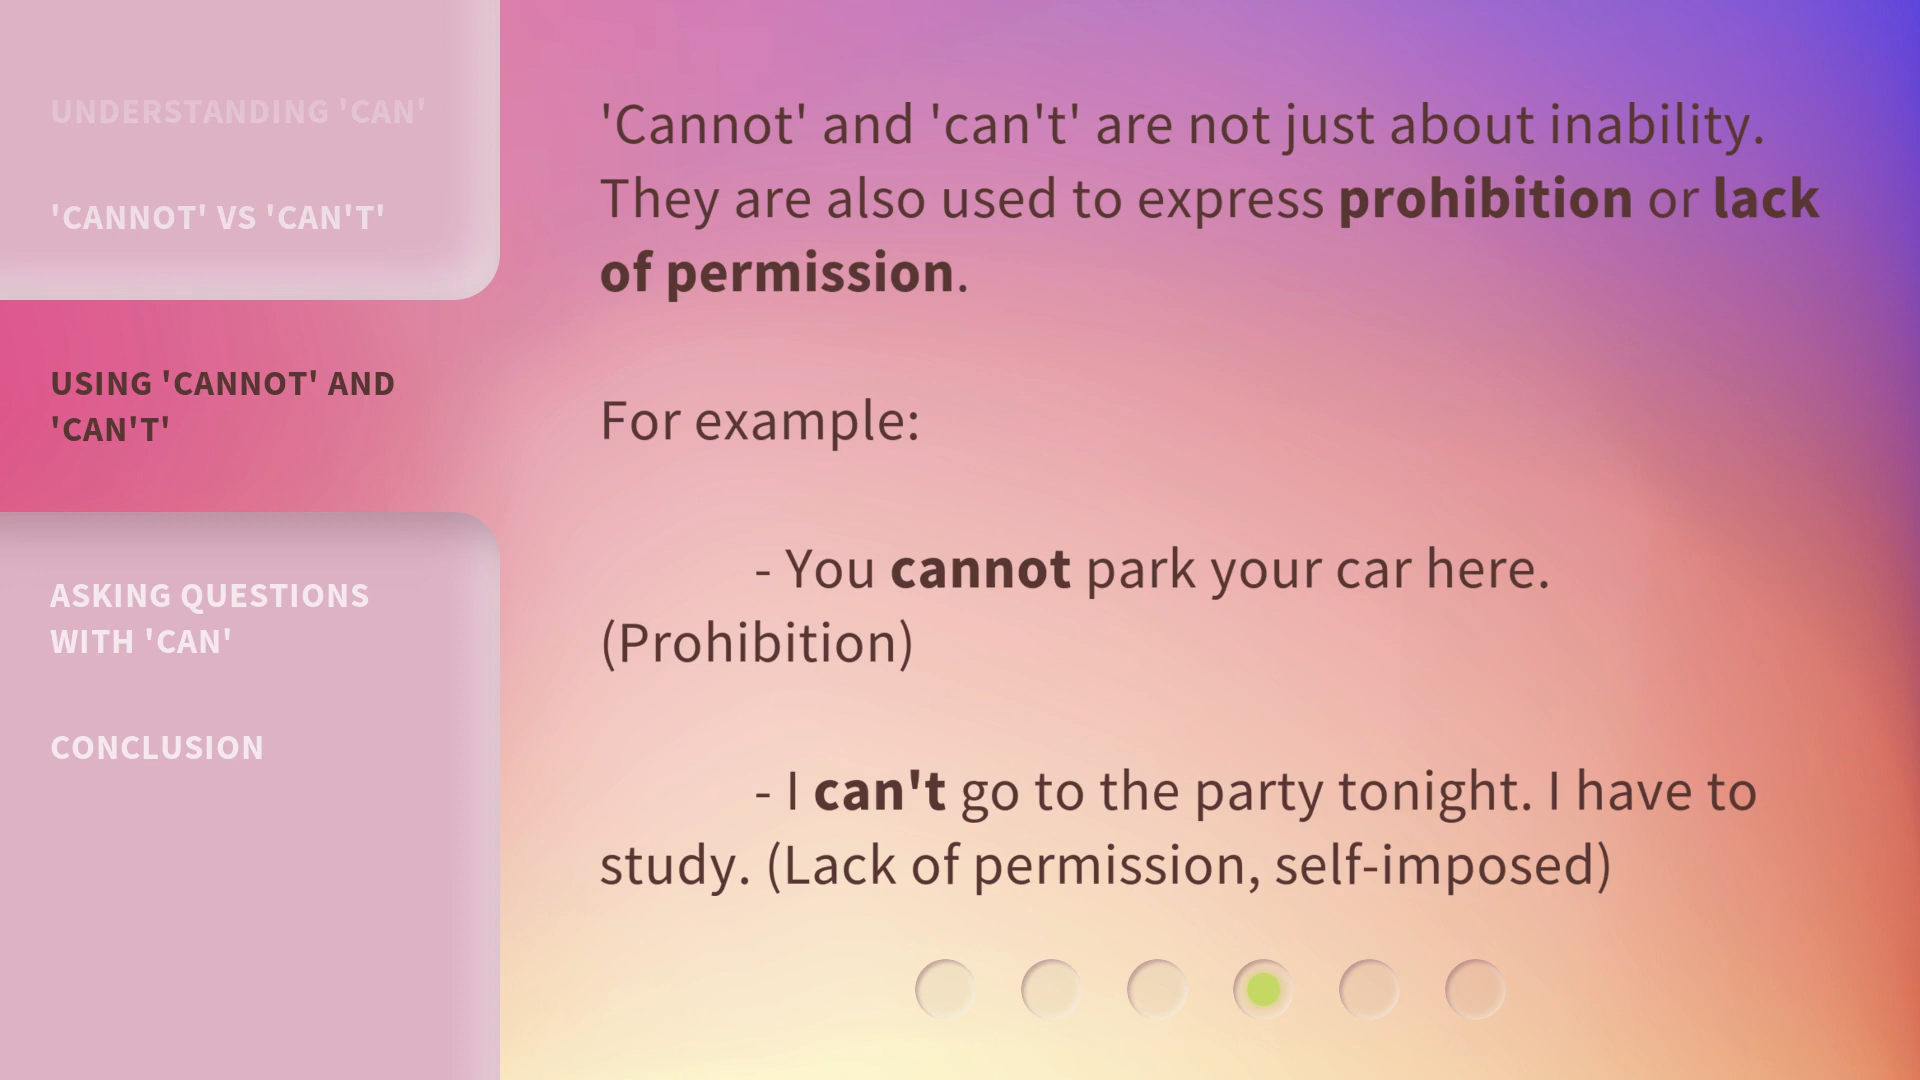 UNDERSTANDING 'CAN'
'CANNOT' VS 'CAN'T'
USING 'CANNOT' AND
'CAN'T'
ASKING QUESTIONS
WITH 'CAN'
CONCLUSION
'Cannot' and 'can't' are not just about inability.
They are also used to express prohibition or lack
of permission.
For example:
- You cannot park your car here.
(Prohibition)
- I can't go to the party tonight. I have to
study. (Lack of permission, self-imposed)